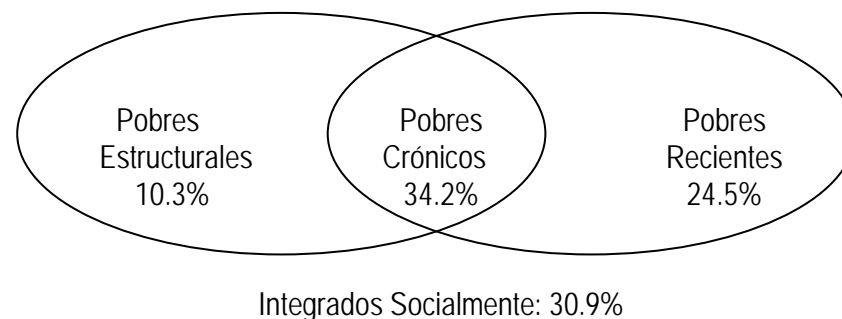 Pobres
Estructurales
10.3%
Pobres
Crónicos
34.2%
Pobres
Recientes
24.5%
Integrados Socialmente: 30.9%